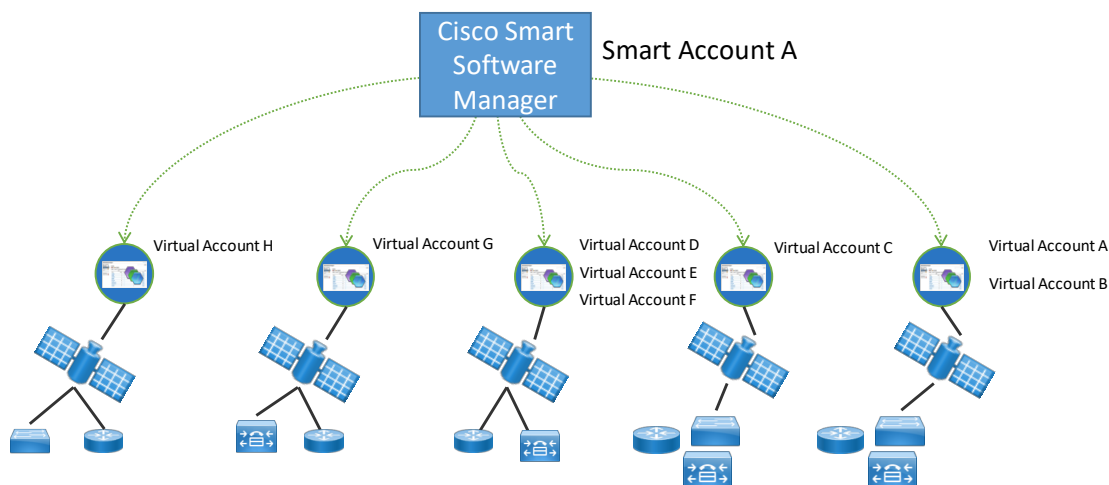 Cisco Smart
Software
Manager
Smart Account A
Virtual Account H
Virtual Account G
Virtual Account D
Virtual Account E
Virtual Account F
Virtual Account C
Virtual Account A
Virtual Account B